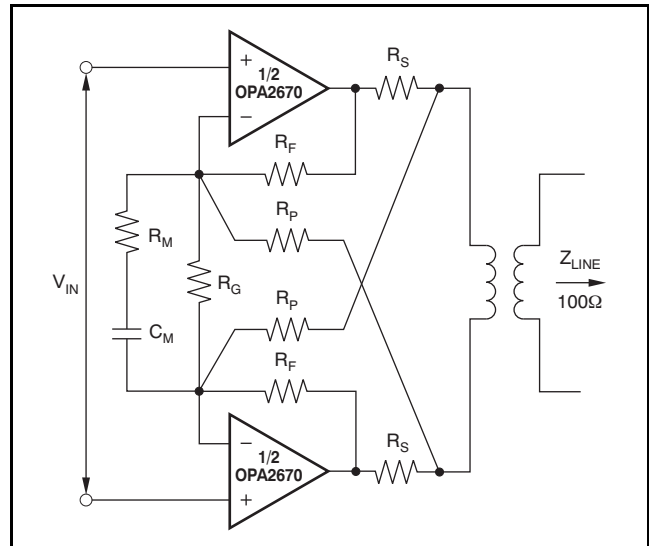 +
1/2
OPA2670
−
R_S
R_F
R_P
R_M
V_IN
R_G
Z_LINE
100Ω
R_P
C_M
R_F
−
1/2
OPA2670
+
R_S